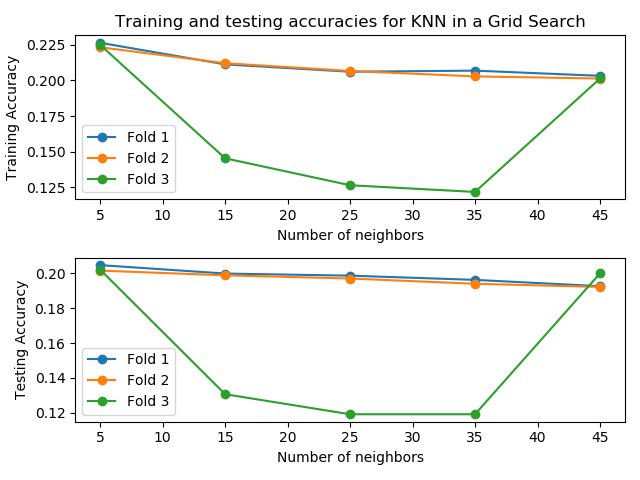 Training and testing accuracies for KNN in a Grid Search
Training Accuracy
0.225
0.200
0.175
0.150
0.125
Fold 1
Fold 2
Fold 3
5 10 15 20 25 30 35 40 45
Number of neighbors
Testing Accuracy
0.20
0.18
0.16
0.14
0.12
Fold 1
Fold 2
Fold 3
5 10 15 20 25 30 35 40 45
Number of neighbors